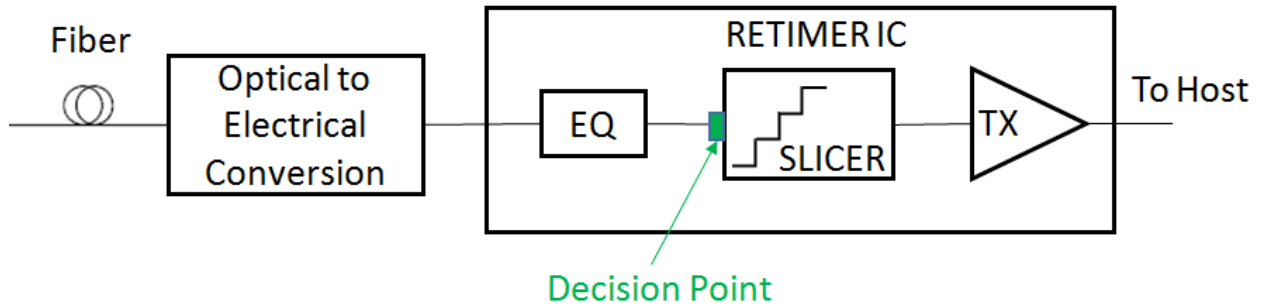 Fiber
Optical to
Electrical
Conversion
RETIMER IC
EQ
SLICER
TX
To Host
Decision Point